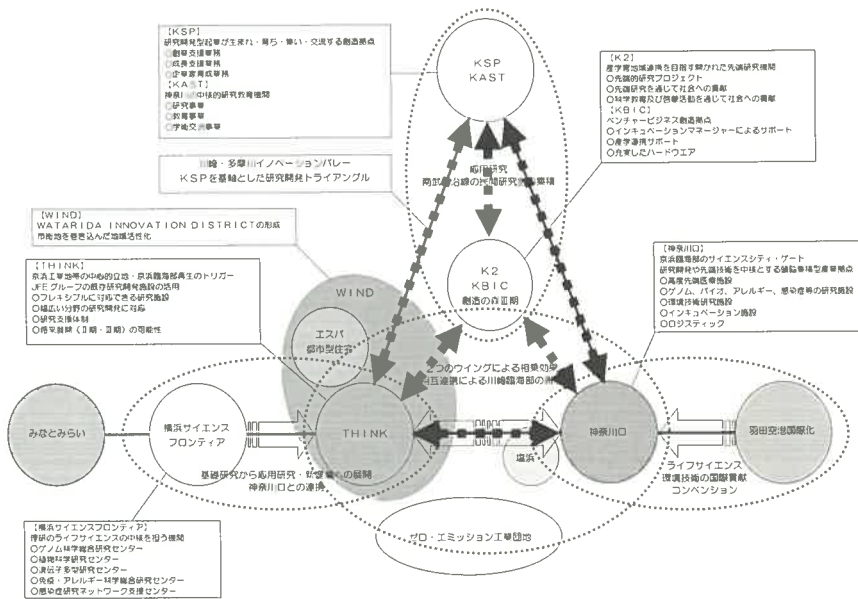 【KSP】
研究開発型起業が生まれ・育ち・集い・交流する創造拠点
○創業支援業務
○成長支援業務
○企業富育成業務
【KAST】
神奈川の中核的研究教育機関
○研究事業
○教育事業
○学術交流事業
KSP
KAST
【K2】
産学官地域連携を目指す開かれた先端研究機関
○先端的研究プロジェクト
○先端研究を通じて社会への貢献
○科学教育及び啓蒙活動を通じて社会への貢献
【KBIC】
ベンチャービジネス創造拠点
○インキュベーションマネージャーによるサポート
○産学連携サポート
○充実したハードウエア
川崎・多摩川イノベーションバレー
KSPを基軸とした研究開発トライアングル
応用研究
南武線沿線の民間研究
集積
【WIND】
WATARIDA INNOVATION DISTRICTの形成
市街地を巻き込んだ地域活性化
【THINK】
京浜工業地帯の中心的立地・京浜臨海部再生のトリガー
JFEグループの既存研究開発施設の活用
○フレキシブルに対応できる研究施設
○幅広い分野の研究開発に対応
○研究支援体制
○将来展開(Ⅱ期・Ⅲ期)の可能性
【神奈川口】
京浜臨海部のサイエンスシティ・ゲート
研究開発や先端技術を中核とする頭脳集積型産業拠点
○高度先端医療施設
○ゲノム、バイオ、アレルギー、感染症等の研究施設
○環境技術研究施設
○インキュベーション施設
○ロジスティック
K2
KBIC
創造の森Ⅲ期
WIND
エスパ
都市型住宅
2つのウイングによる相乗効果
相互連携による川崎臨海部の
みなとみらい
横浜サイエンス
フロンティア
THINK
神奈川口
羽田空港国際化
塩浜
基礎研究から応用研究・新産業への展開
神奈川口との連携
ライフサイエンス
環境技術の国際貢献
コンベンション
ゼロ・エミッション工業団地
【横浜サイエンスフロンティア】
理研のライフサイエンスの中核を担う機関
○ゲノム科学総合研究センター
○植物科学研究センター
○遺伝子多型研究センター
○免疫・アレルギー科学総合研究センター
○感染症研究ネットワーク支援センター